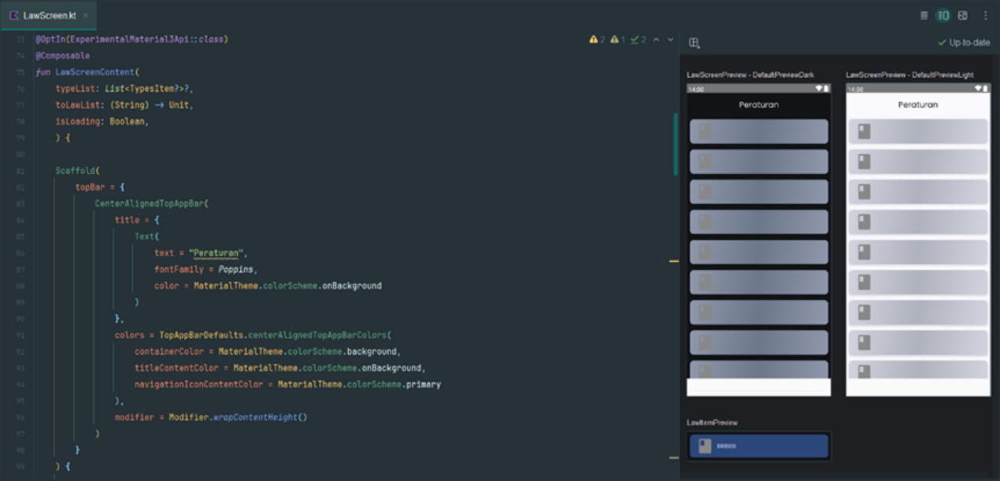 LawScreen.kt
73 @OptIn(ExperimentalMaterial3Api::class)
74 @Composable
75 fun LawScreenContent(
76 typeList: List<TypesItem?>?,
77 toLawList: (String) → Unit,
78 isLoading: Boolean,
79 ) {
80
81 Scaffold(
82 topBar = {
83 CenterAlignedTopAppBar(
84 title = {
85 Text(
86 text = "Peraturan",
87 fontFamily = Poppins,
88 color = MaterialTheme.colorScheme.onBackground
89 )
90 },
91 colors = TopAppBarDefaults.centerAlignedTopAppBarColors(
92 containerColor = MaterialTheme.colorScheme.background,
93 titleContentColor = MaterialTheme.colorScheme.onBackground,
94 navigationIconContentColor = MaterialTheme.colorScheme.primary
95 ),
96 modifier = Modifier.wrapContentHeight()
97 )
98 }
99 ) {
2 1 2
Up-to-date
LawScreenPreview - DefaultPreviewDark
14:00
Peraturan
LawScreenPreview - DefaultPreviewLight
14:00
Peraturan
LawItemPreview